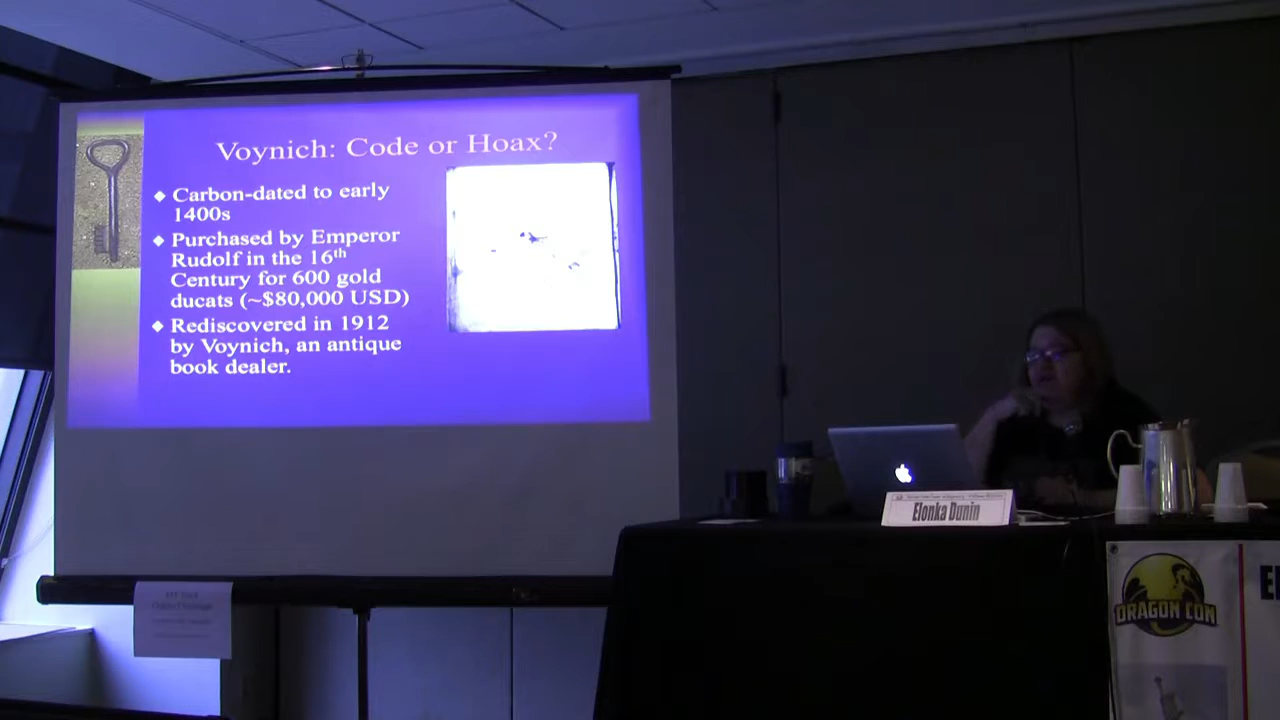 Voynich: Code or Hoax?
◆ Carbon-dated to early
1400s
◆ Purchased by Emperor
Rudolf in the 16th
Century for 600 gold
ducats (~$80,000 USD)
◆ Rediscovered in 1912
by Voynich, an antique
book dealer.
Elonka Dunin
DRAGON CON